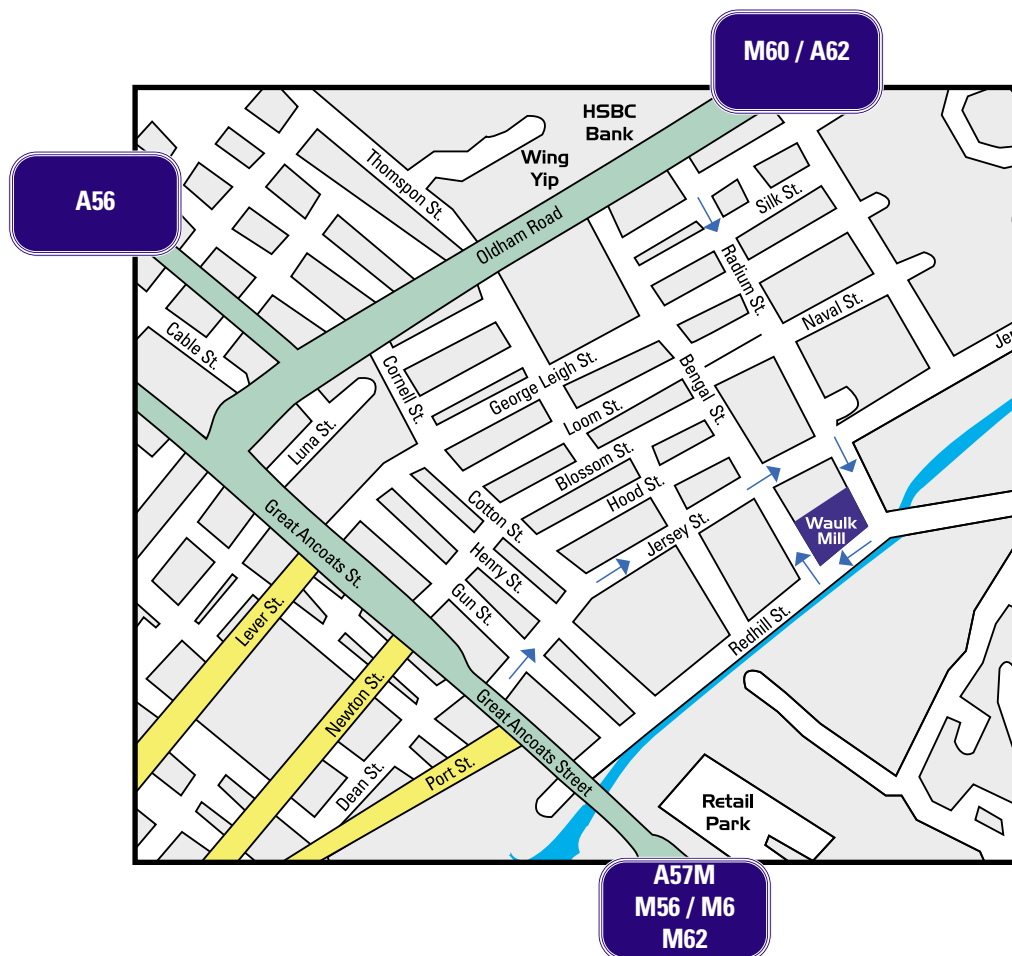 M60 / A62
HSBC
Bank
Wing
Yip
Thomspon St.
A56
Silk St.
Oldham Road
Radium St.
Naval St.
Cable St.
Jer
Cornell St.
George Leigh St.
Bengal St.
Loom St.
Luna St.
Blossom St.
Hood St.
Cotton St.
Jersey St.
Waulk
Mill
Great Ancoats St.
Henry St.
Gun St.
Lever St.
Redhill St.
Newton St.
Great Ancoats Street
Dean St.
Port St.
Retail
Park
A57M
M56 / M6
M62